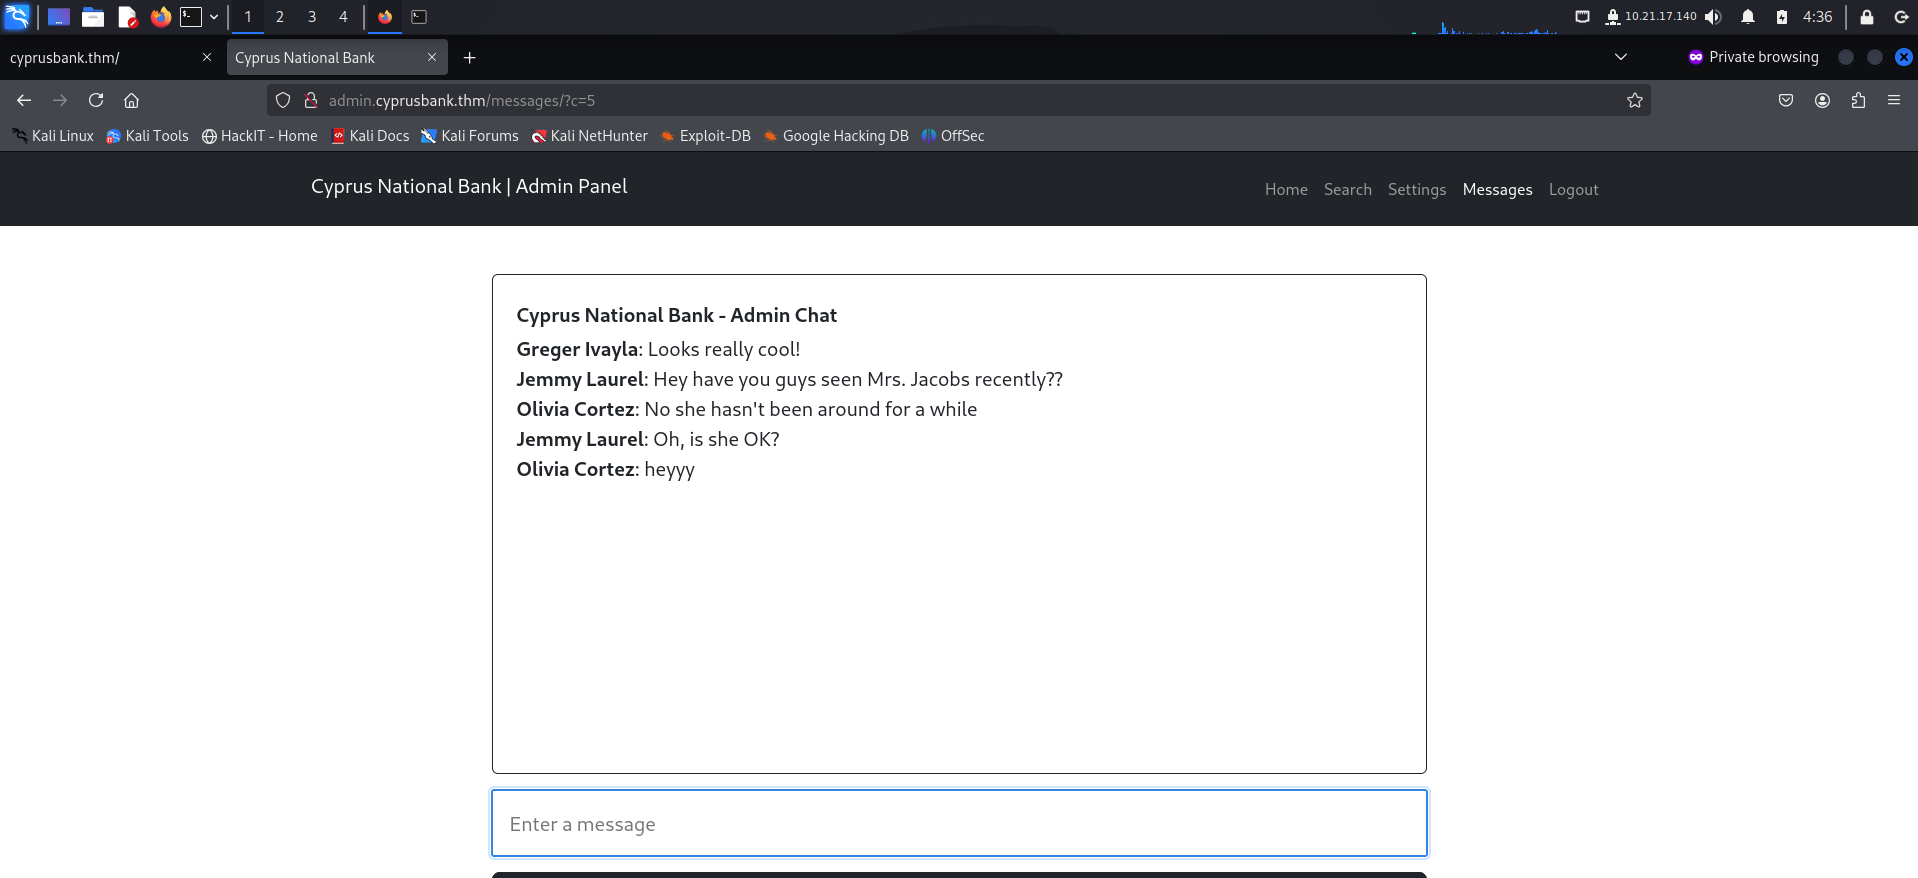 1 2 3 4 10.21.17.140 4:36
cyprusbank.thm/ Cyprus National Bank Private browsing
admin.cyprusbank.thm/messages/?c=5
Kali Linux Kali Tools HackIT - Home Kali Docs Kali Forums Kali NetHunter Exploit-DB Google Hacking DB OffSec
Cyprus National Bank | Admin Panel Home Search Settings Messages Logout
Cyprus National Bank - Admin Chat
Greger Ivayla: Looks really cool!
Jemmy Laurel: Hey have you guys seen Mrs. Jacobs recently??
Olivia Cortez: No she hasn't been around for a while
Jemmy Laurel: Oh, is she OK?
Olivia Cortez: heyyy
Enter a message